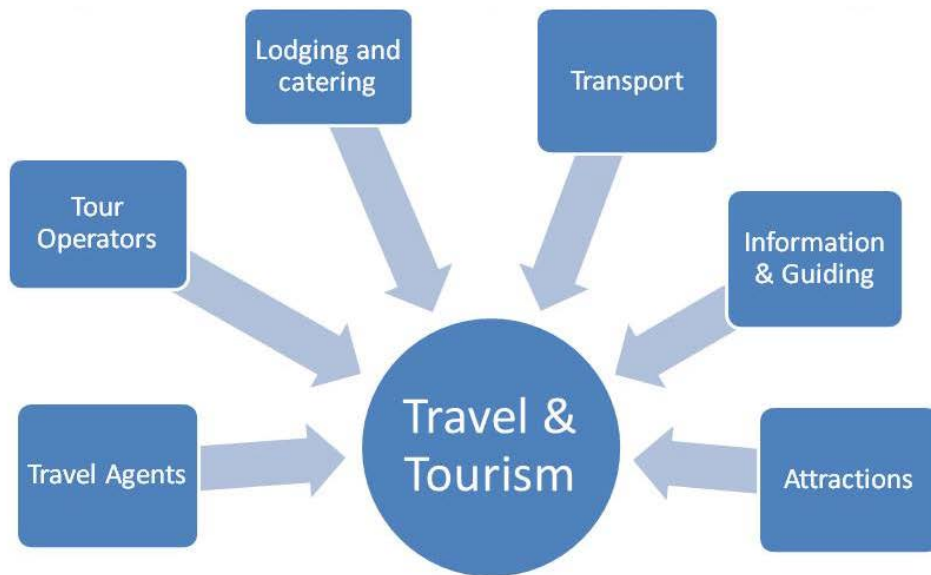 Lodging and
catering
Transport
Tour
Operators
Information
& Guiding
Travel &
Tourism
Travel Agents
Attractions